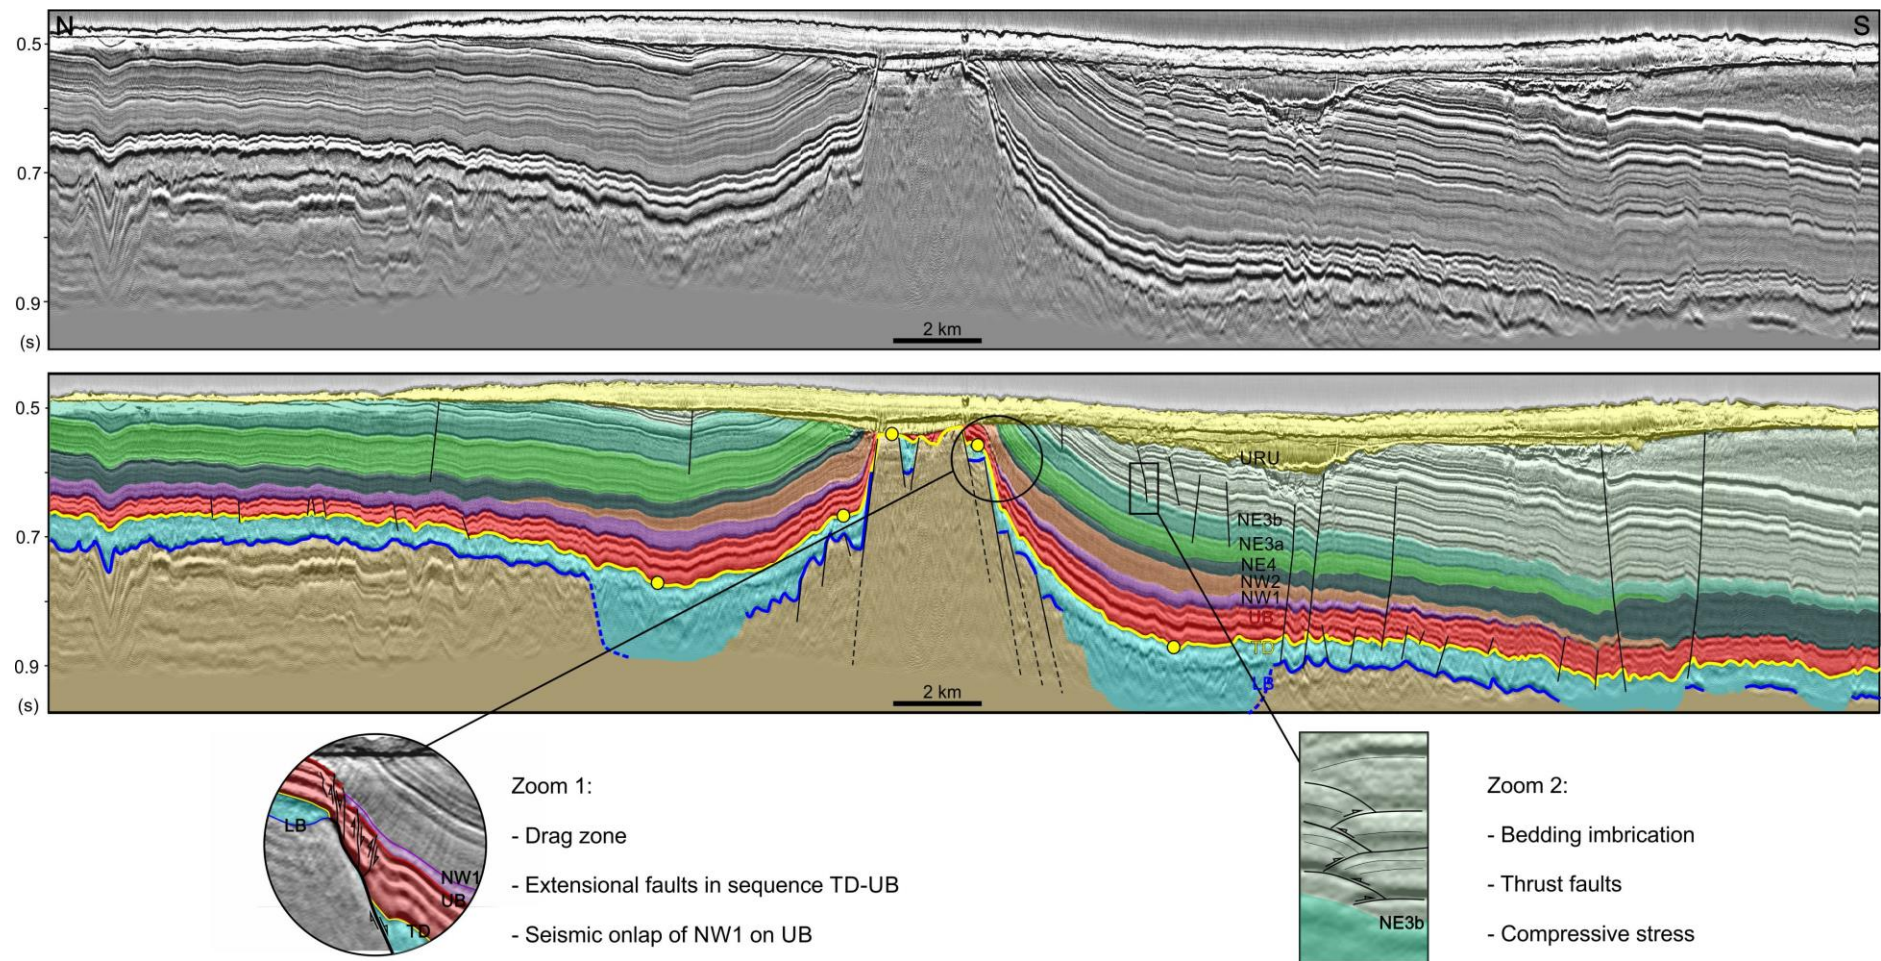 N
S
0.5
0.7
0.9
(s)
2 km
0.5
0.7
0.9
(s)
URU
NE3b
NE3a
NE4
NW2
NW1
UB
TD
LB
2 km
LB
NW1
UB
TD
Zoom 1:
- Drag zone
- Extensional faults in sequence TD-UB
- Seismic onlap of NW1 on UB
NE3b
Zoom 2:
- Bedding imbrication
- Thrust faults
- Compressive stress